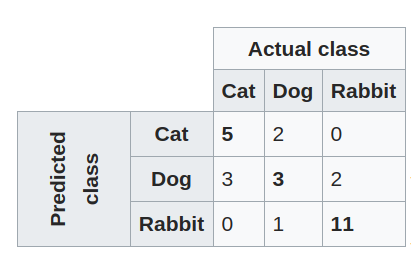 Actual class
Cat Dog Rabbit
Predicted
class
Cat 5 2 0
Dog 3 3 2
Rabbit 0 1 11